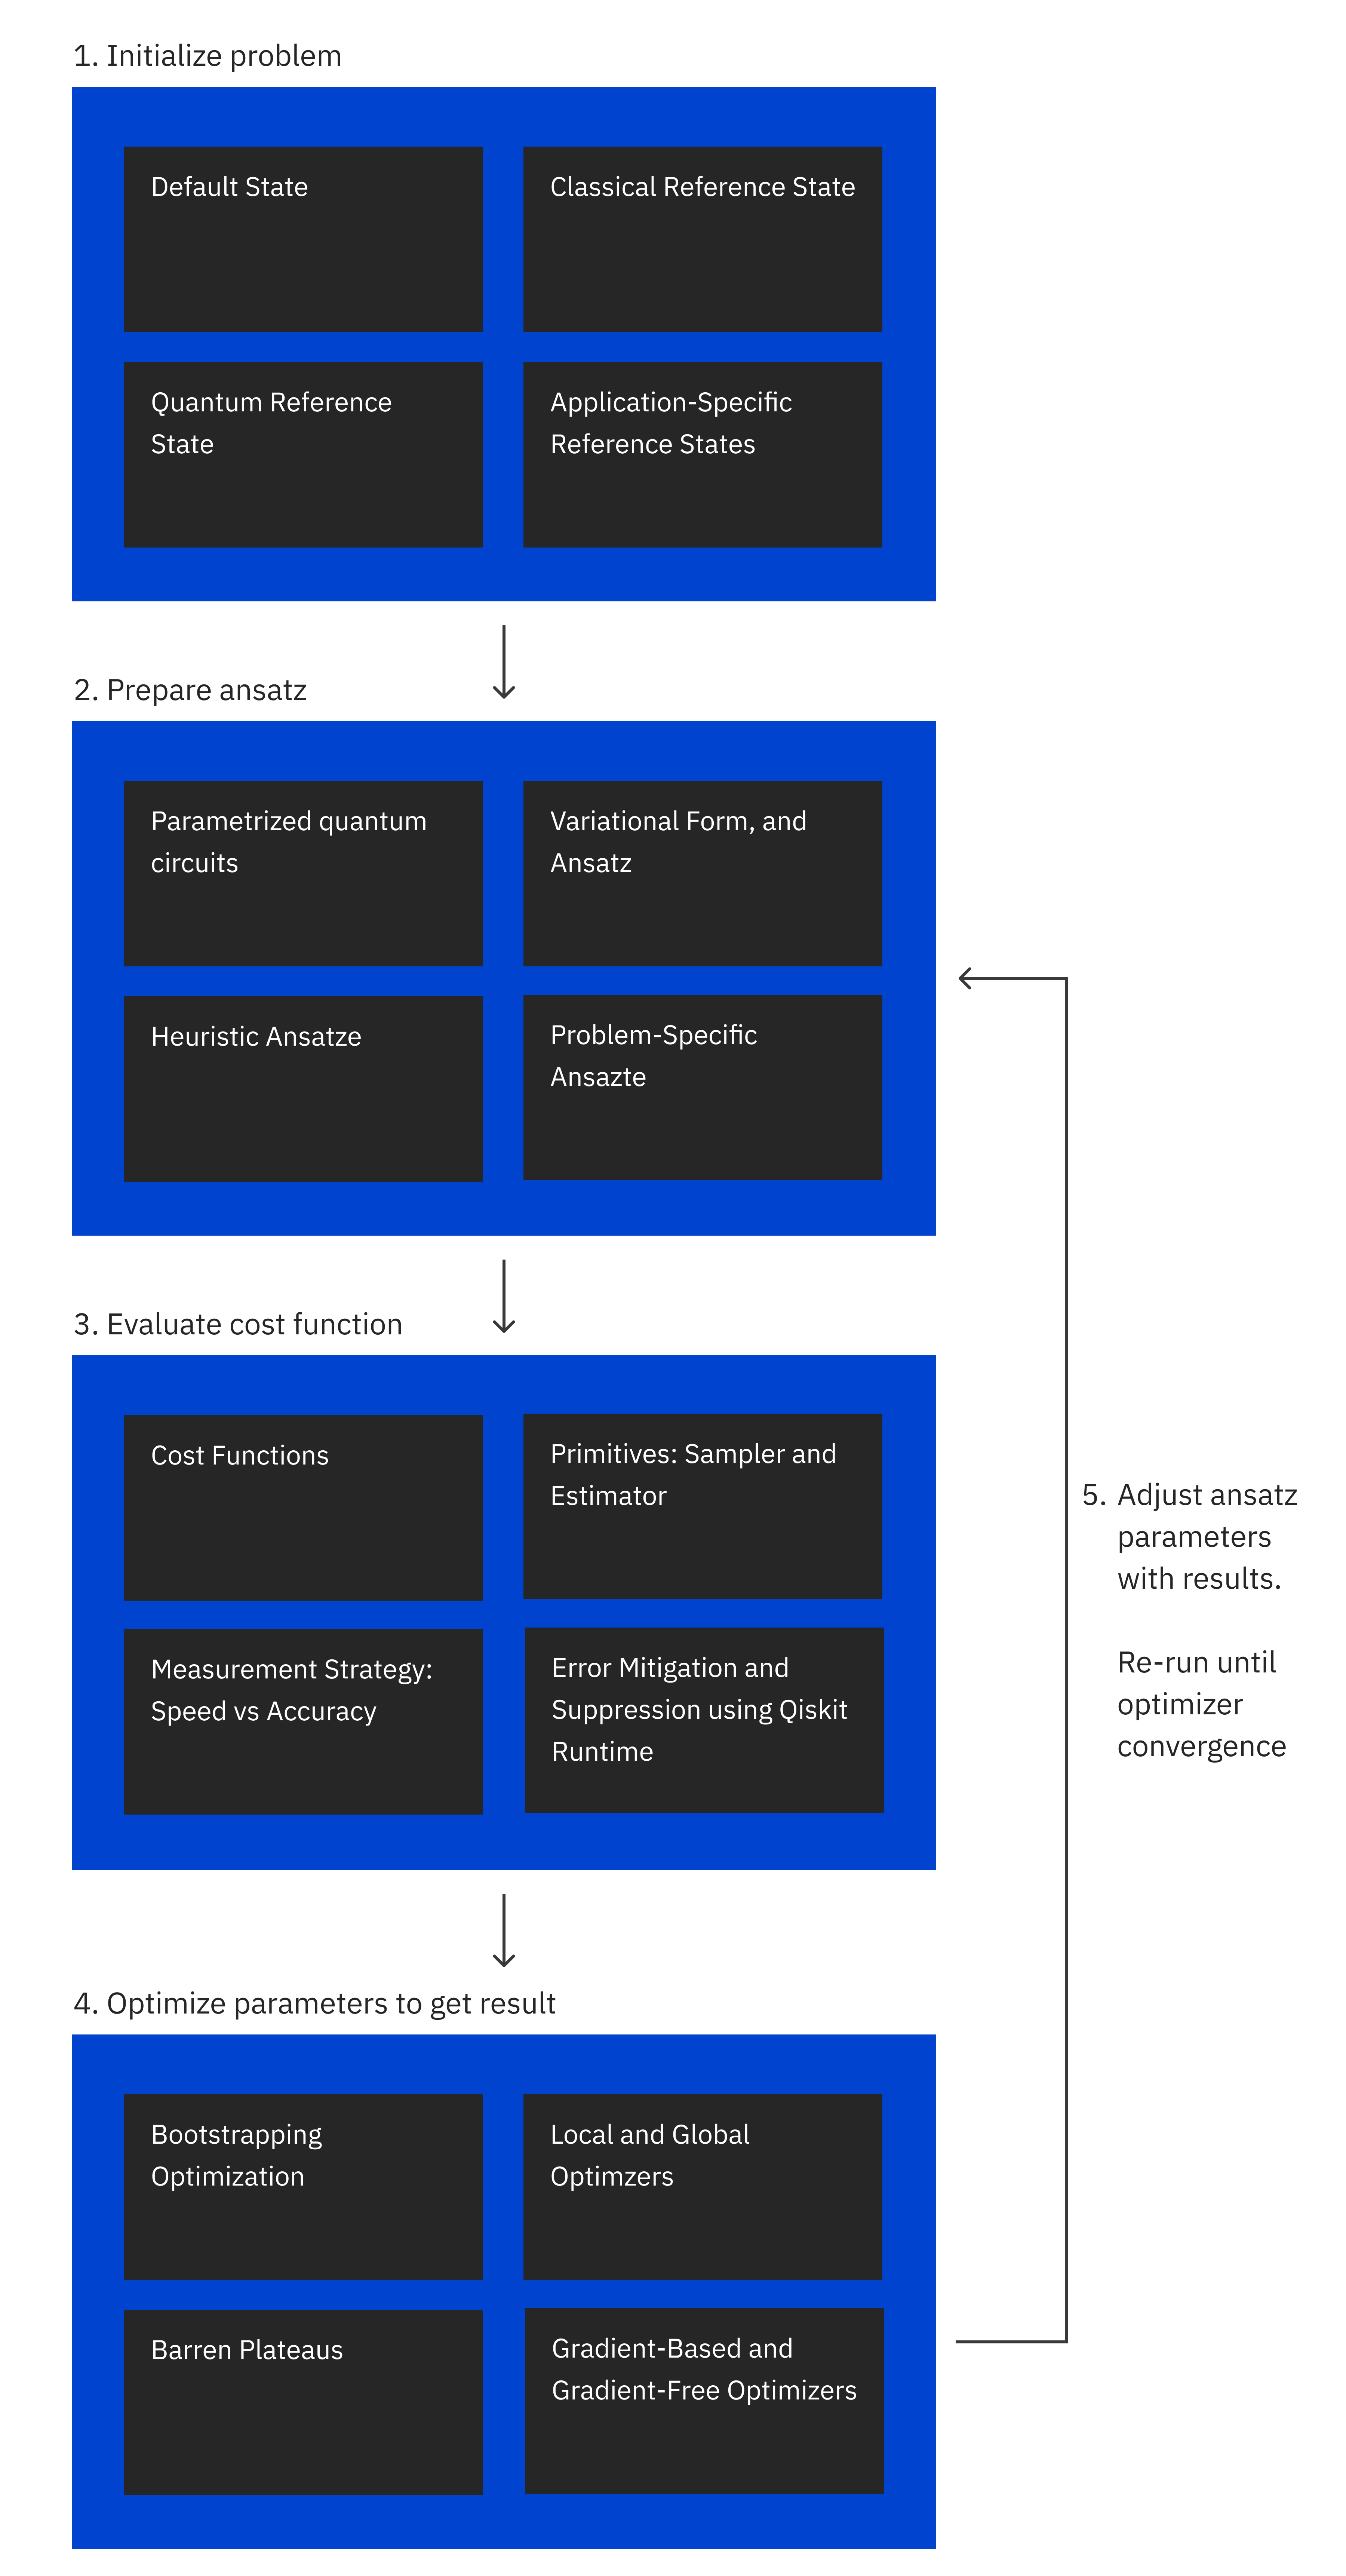 1. Initialize problem
Default State
Classical Reference State
Quantum Reference
State
Application-Specific
Reference States
2. Prepare ansatz
Parametrized quantum
circuits
Variational Form, and
Ansatz
Heuristic Ansatze
Problem-Specific
Ansazte
3. Evaluate cost function
Cost Functions
Primitives: Sampler and
Estimator
Measurement Strategy:
Speed vs Accuracy
Error Mitigation and
Suppression using Qiskit
Runtime
4. Optimize parameters to get result
Bootstrapping
Optimization
Local and Global
Optimzers
Barren Plateaus
Gradient-Based and
Gradient-Free Optimizers
5. Adjust ansatz
parameters
with results.
Re-run until
optimizer
convergence